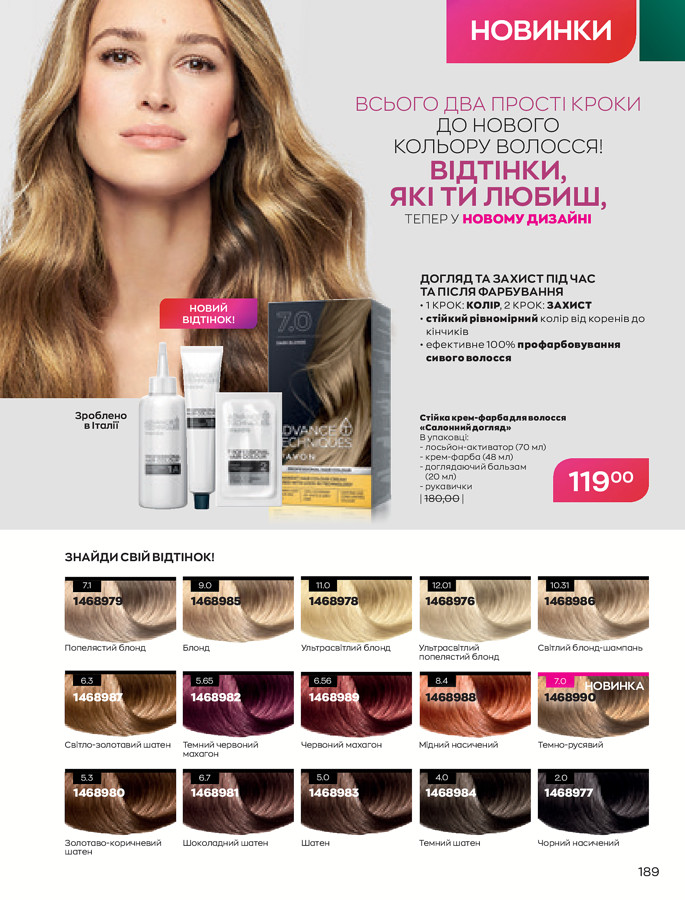 НОВИНКИ
ВСЬОГО ДВА ПРОСТІ КРОКИ
ДО НОВОГО
КОЛЬОРУ ВОЛОССЯ!
ВІДТІНКИ,
ЯКІ ТИ ЛЮБИШ,
ТЕПЕР У НОВОМУ ДИЗАЙНІ
ДОГЛЯД ТА ЗАХИСТ ПІД ЧАС
ТА ПІСЛЯ ФАРБУВАННЯ
• 1 КРОК: КОЛІР, 2 КРОК: ЗАХИСТ
• стійкий рівномірний колір від коренів до
кінчиків
• ефективне 100% профарбовування
сивого волосся
НОВИЙ
ВІДТІНОК!
7.0
DARK BLONDE
ADVANCE
TECHNIQUES
AVON
PROFESSIONAL HAIR COLOUR
1A
2
Зроблено
в Італії
Стійка крем-фарба для волосся
«Салонний догляд»
В упаковці:
- лосьйон-активатор (70 мл)
- крем-фарба (48 мл)
- доглядаючий бальзам
(20 мл)
- рукавички
| 180,00 |
119⁰⁰
ЗНАЙДИ СВІЙ ВІДТІНОК!
7.1 9.0 11.0 12.01 10.31
1468979 1468985 1468978 1468976 1468986
Попелястий блонд Блонд Ультрасвітлий блонд Ультрасвітлий попелястий блонд Світлий блонд-шампань
6.3 5.65 6.56 8.4 7.0 НОВИНКА
1468987 1468982 1468989 1468988 1468990
Світло-золотавий шатен Темний червоний махагон Червоний махагон Мідний насичений Темно-русявий
5.3 6.7 5.0 4.0 2.0
1468980 1468981 1468983 1468984 1468977
Золотаво-коричневий шатен Шоколадний шатен Шатен Темний шатен Чорний насичений
189